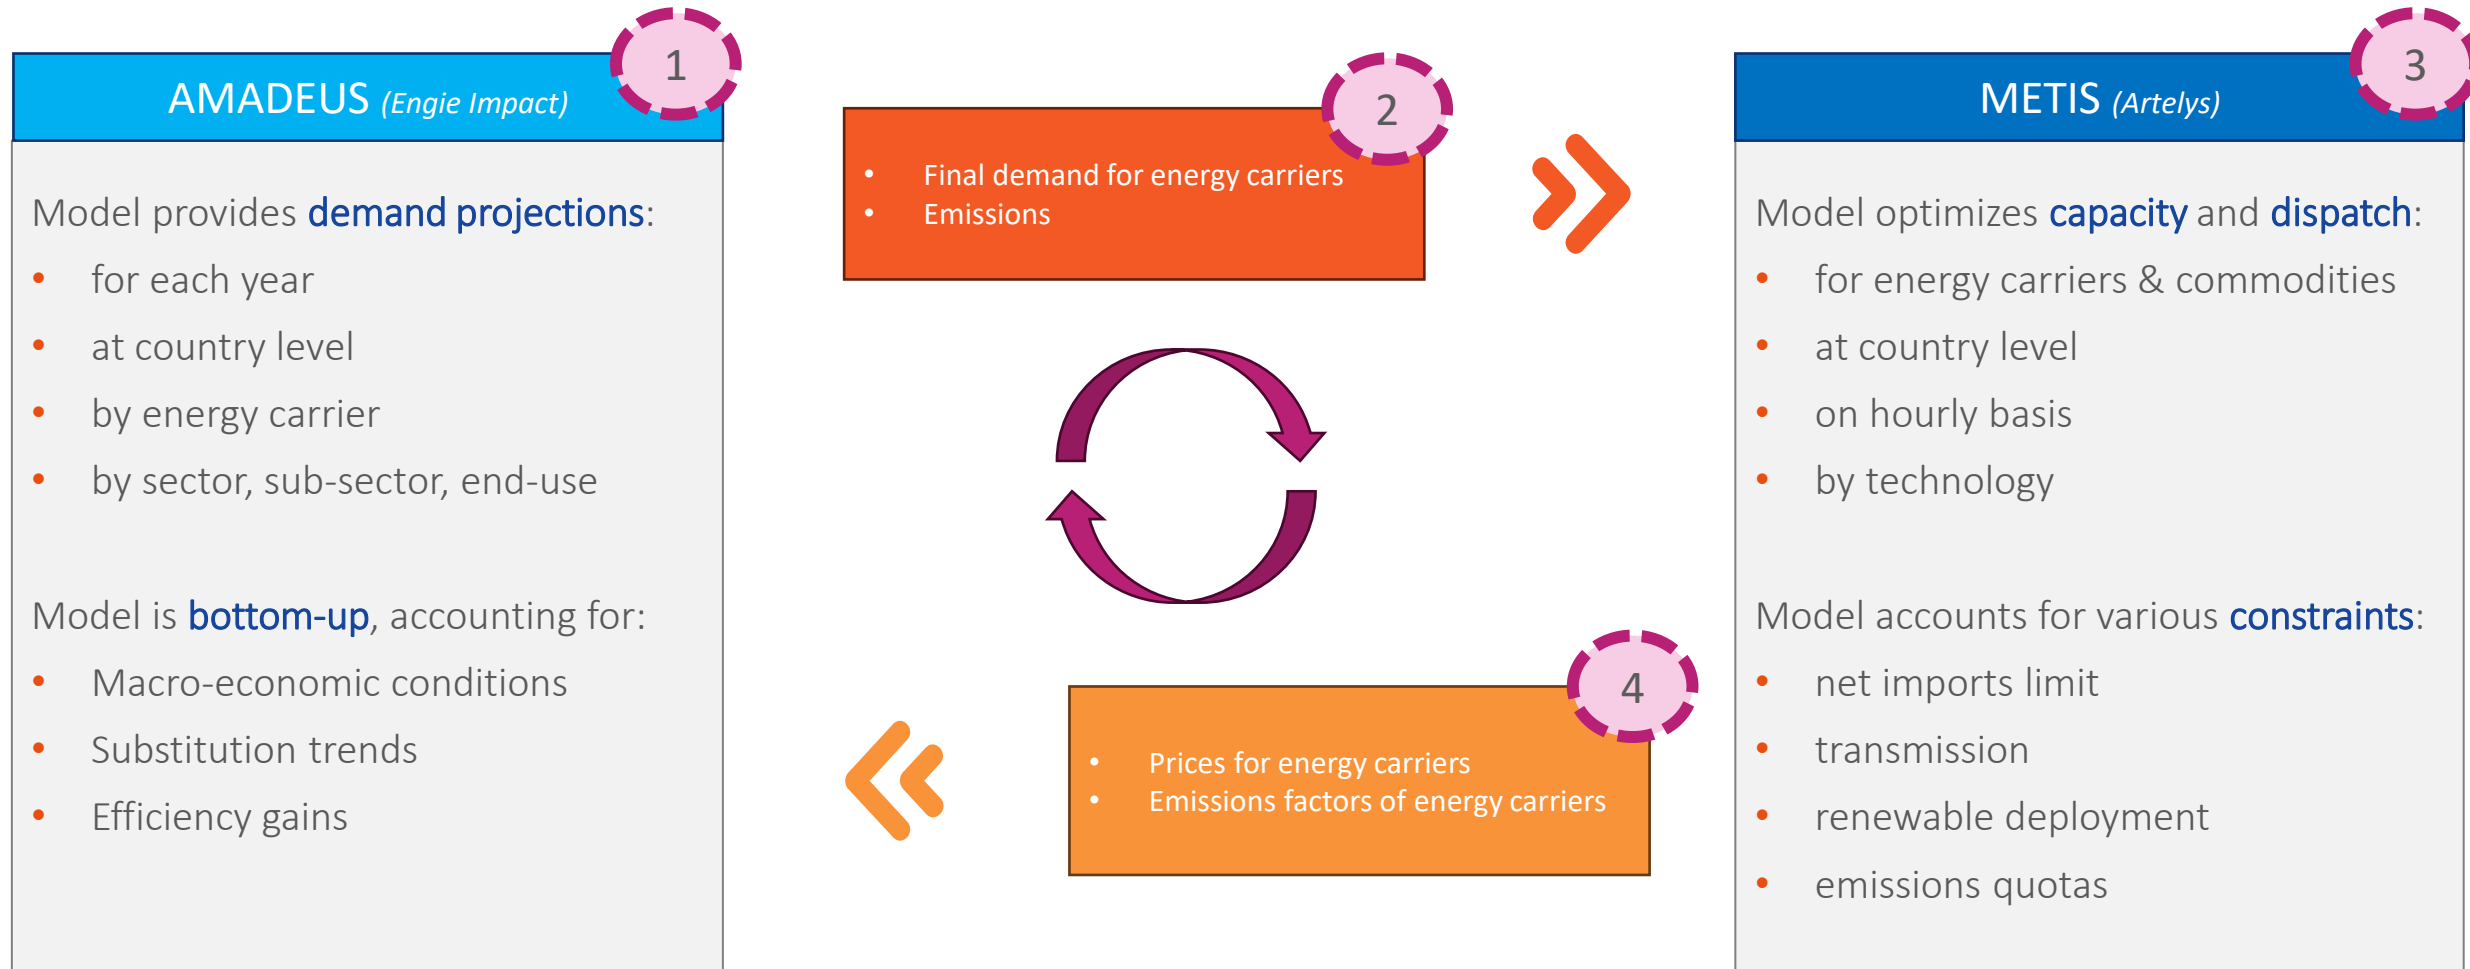 1
AMADEUS (Engie Impact)
Model provides demand projections:
• for each year
• at country level
• by energy carrier
• by sector, sub-sector, end-use
Model is bottom-up, accounting for:
• Macro-economic conditions
• Substitution trends
• Efficiency gains
2
• Final demand for energy carriers
• Emissions
3
METIS (Artelys)
Model optimizes capacity and dispatch:
• for energy carriers & commodities
• at country level
• on hourly basis
• by technology
Model accounts for various constraints:
• net imports limit
• transmission
• renewable deployment
• emissions quotas
4
• Prices for energy carriers
• Emissions factors of energy carriers